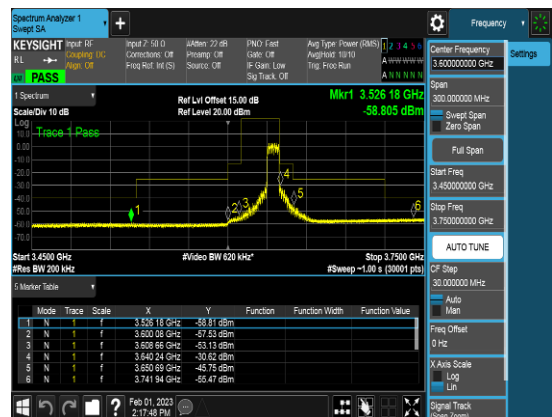 Spectrum Analyzer 1
Swept SA
+
Frequency
KEYSIGHT
Input: RF
Input Z: 50 Ω
#Atten: 22 dB
PNO: Fast
Avg Type: Power (RMS)
1 2 3 4 5 6
RL
Coupling: DC
Corrections: Off
Preamp: Off
Gate: Off
Avg|Hold: 10/10
A W W W W W
Align: Off
Freq Ref: Int (S)
Source: Off
IF Gain: Low
Trig: Free Run
PASS
Sig Track: Off
A N N N N N
1 Spectrum
Ref Lvl Offset 15.00 dB
Mkr1 3.526 18 GHz
Scale/Div 10 dB
Ref Level 20.00 dBm
-58.805 dBm
Log
Trace 1 Pass
10.0
0.00
-10.0
-20.0
-30.0
-40.0
-50.0
-60.0
-70.0
1
2
3
4
5
6
Start 3.4500 GHz
#Video BW 620 kHz*
Stop 3.7500 GHz
#Res BW 200 kHz
#Sweep ~1.00 s (30001 pts)
5 Marker Table
Mode Trace Scale X Y Function Function Width Function Value
1 N 1 f 3.526 18 GHz -58.81 dBm
2 N 1 f 3.600 08 GHz -57.53 dBm
3 N 1 f 3.608 66 GHz -53.13 dBm
4 N 1 f 3.640 24 GHz -30.62 dBm
5 N 1 f 3.650 69 GHz -45.75 dBm
6 N 1 f 3.741 94 GHz -55.47 dBm
?
Feb 01, 2023
2:17:48 PM
Center Frequency
3.600000000 GHz
Settings
Span
300.000000 MHz
Swept Span
Zero Span
Full Span
Start Freq
3.450000000 GHz
Stop Freq
3.750000000 GHz
AUTO TUNE
CF Step
30.000000 MHz
Auto
Man
Freq Offset
0 Hz
X Axis Scale
Log
Lin
Signal Track
(Span Zoom)